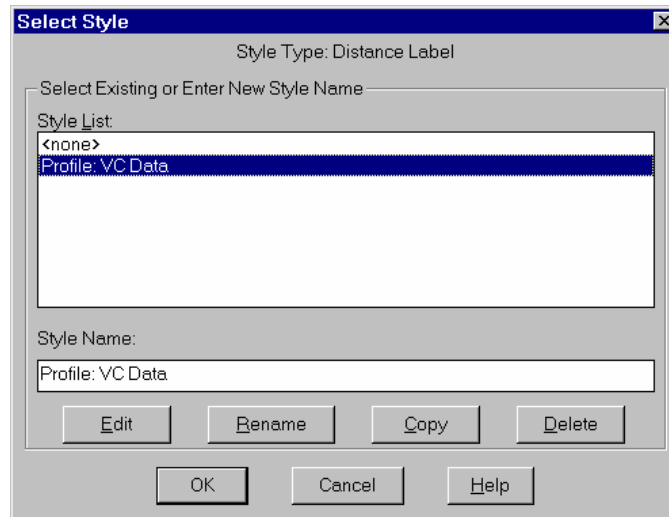 Select Style
Style Type: Distance Label
Select Existing or Enter New Style Name
Style List:
<none>
Profile: VC Data
Style Name:
Profile: VC Data
Edit Rename Copy Delete
OK Cancel Help